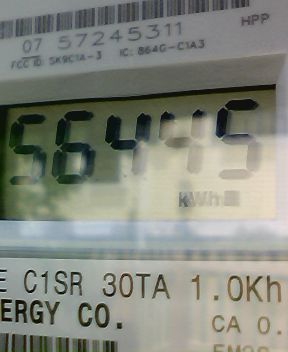 HPP
07 57245311
FCC ID: SK9C1A-3 IC: 864G-C1A3
56445
kWh
E C1SR 30TA 1.0Kh
ERGY CO.
CA 0.